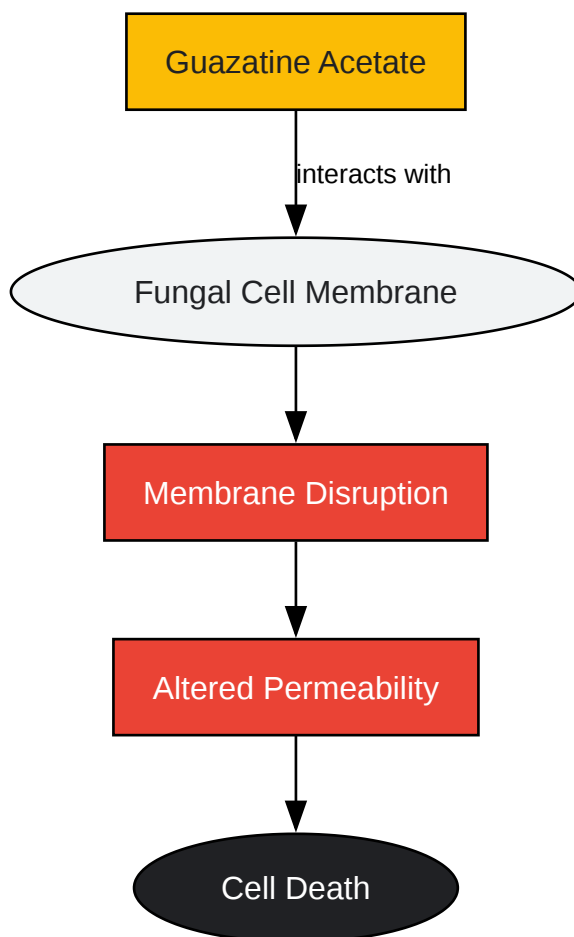 Guazatine Acetate
interacts with
Fungal Cell Membrane
Membrane Disruption
Altered Permeability
Cell Death